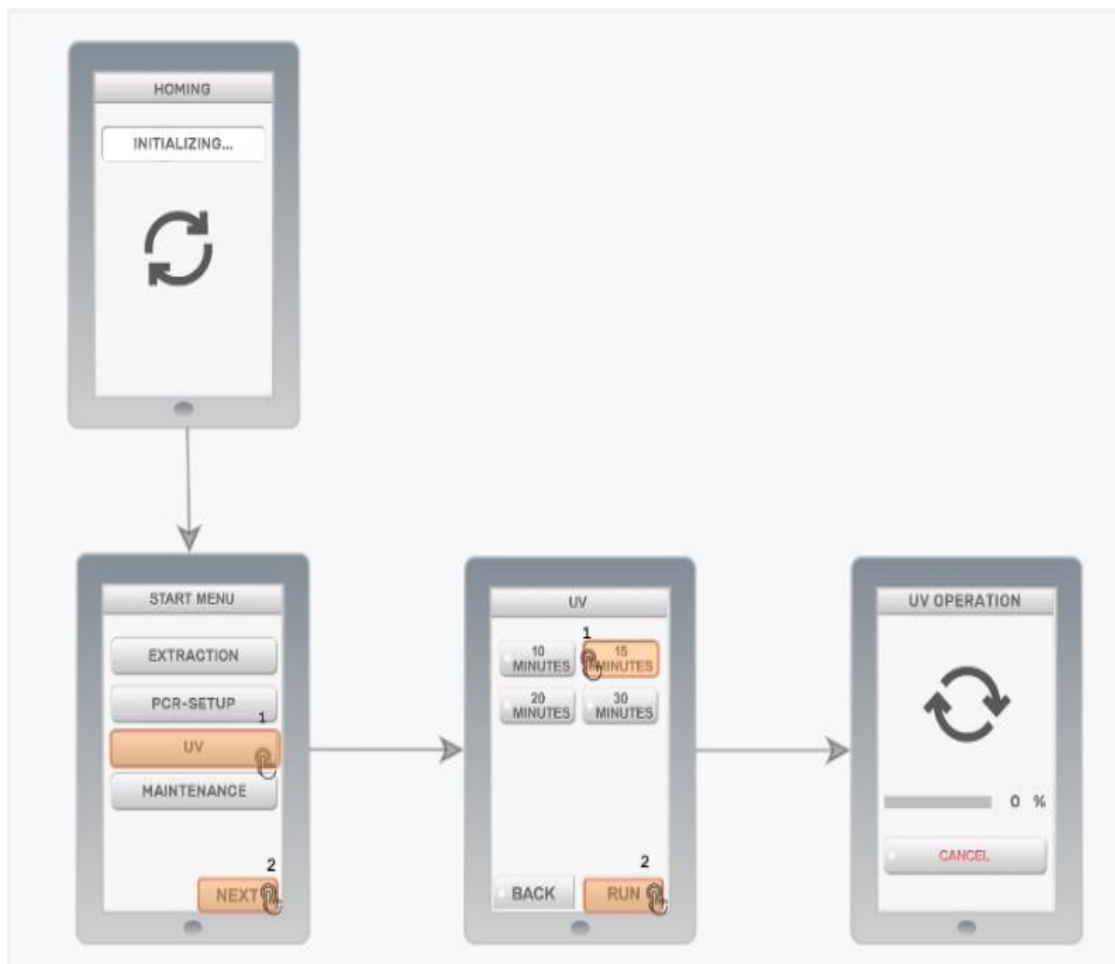 HOMING
INITIALIZING...
START MENU
EXTRACTION
PCR-SETUP
1
UV
MAINTENANCE
2
NEXT
UV
1
10
MINUTES
15
MINUTES
20
MINUTES
30
MINUTES
2
BACK
RUN
UV OPERATION
0 %
CANCEL